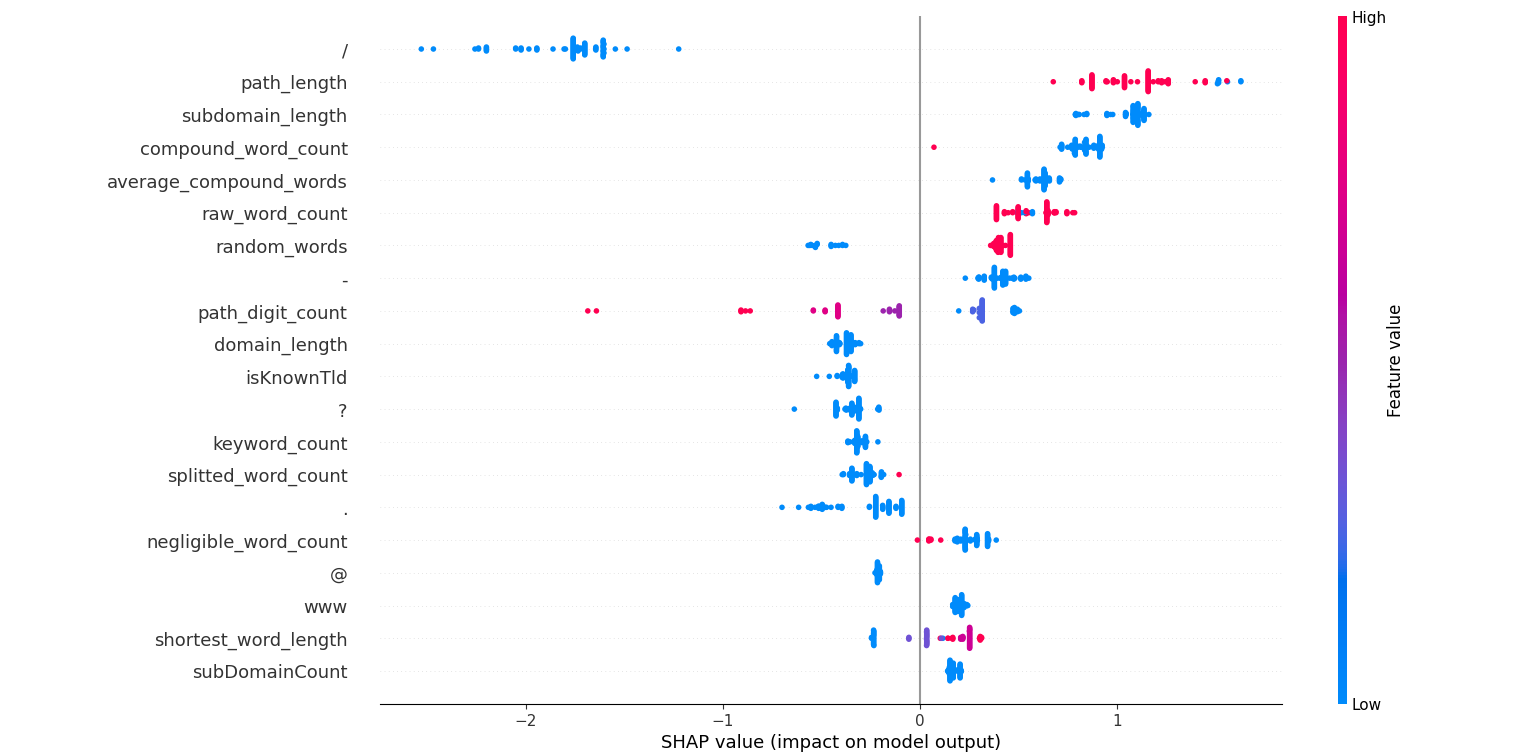 High
/
path_length
subdomain_length
compound_word_count
average_compound_words
raw_word_count
random_words
-
path_digit_count
domain_length
isKnownTld
?
keyword_count
splitted_word_count
.
negligible_word_count
@
www
shortest_word_length
subDomainCount
Feature value
Low
−2 −1 0 1
SHAP value (impact on model output)